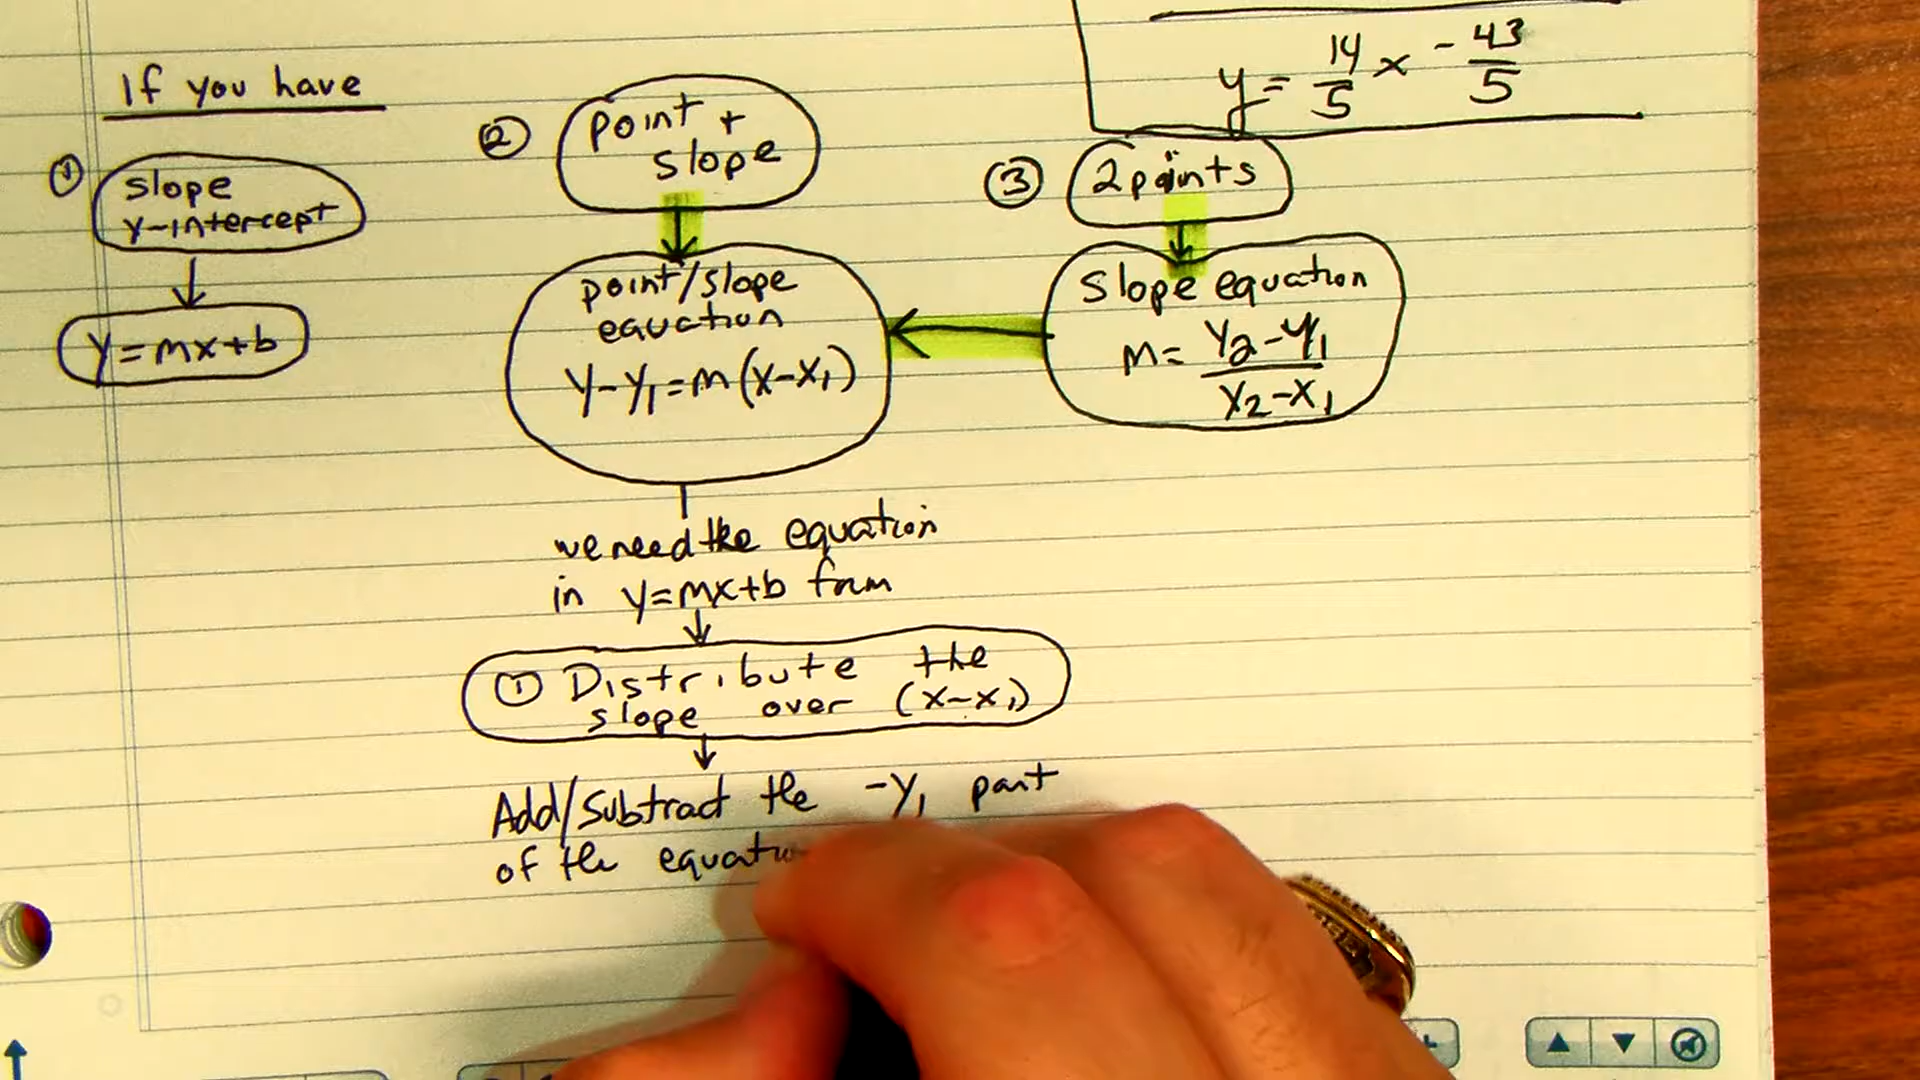 If you have
① slope
y-intercept
y=mx+b
② point +
slope
point/slope
equation
y-y₁=m(x-x₁)
y = 14/5 x - 43/5
③ 2 points
Slope equation
m= y₂-y₁
x₂-x₁
we need the equation
in y=mx+b form
① Distribute the
slope over (x-x₁)
Add/Subtract the -y₁ part
of the